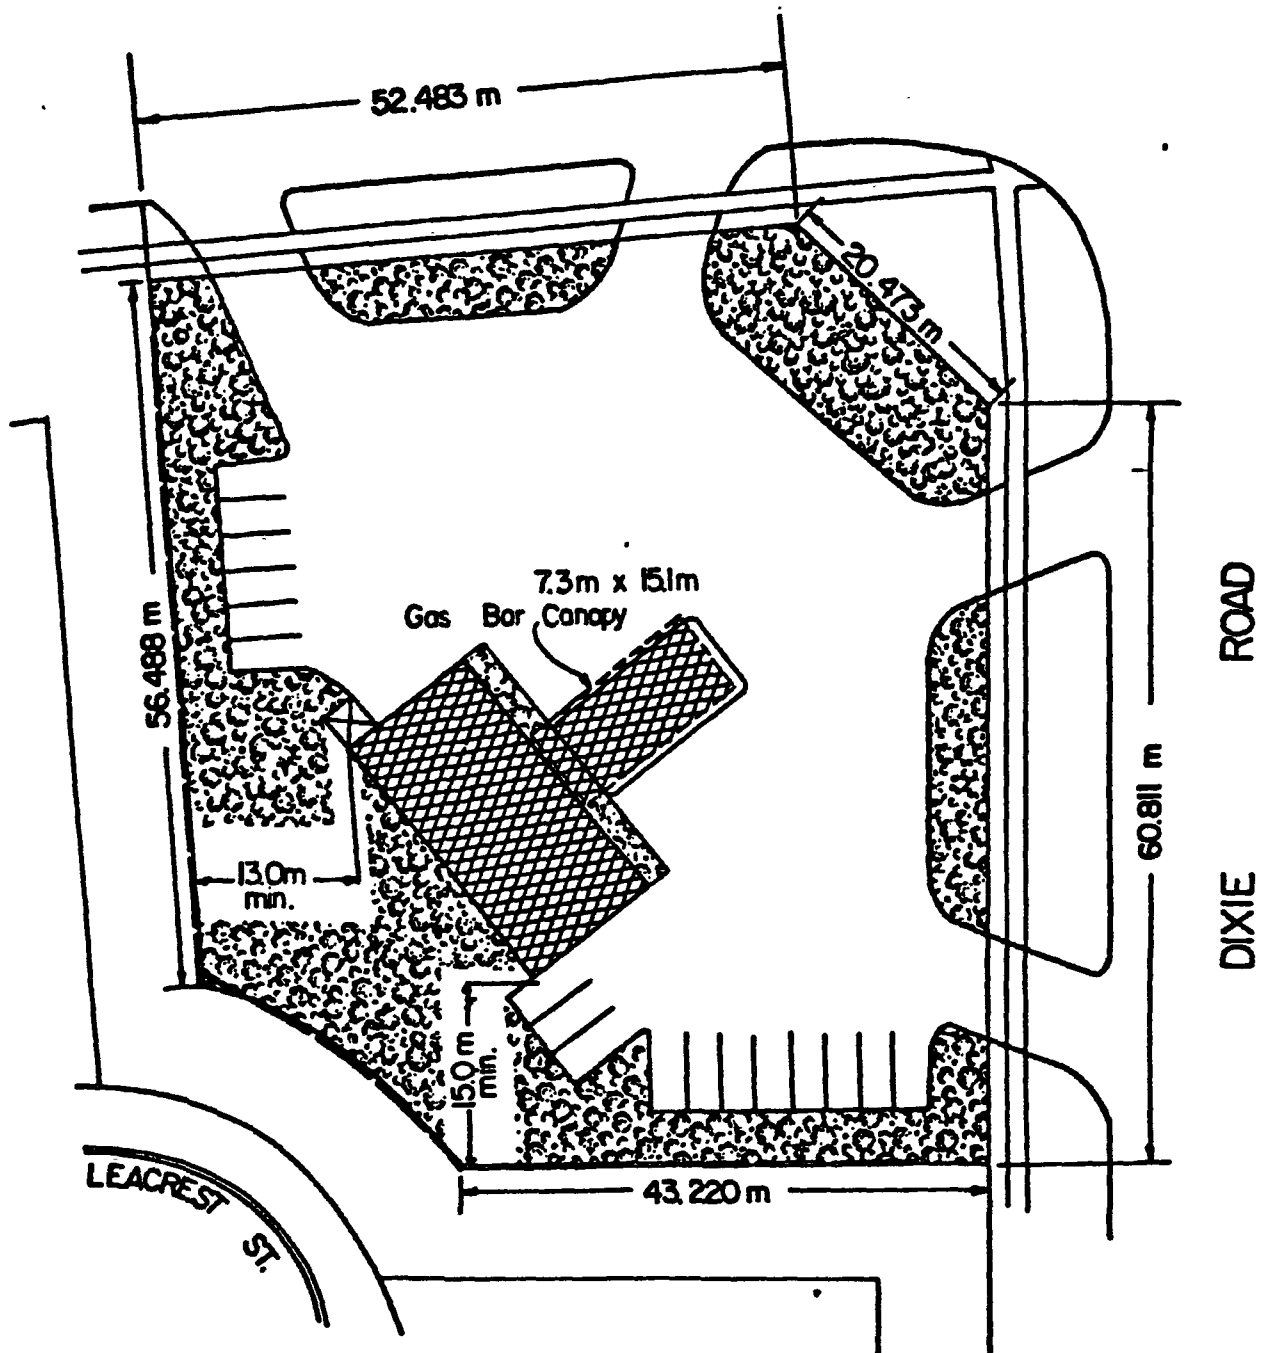 52.483 m
20.473 m
7.3m x 15.1m
Gas Bar Canopy
56.488 m
ROAD
60.811 m
13.0m
min.
DIXIE
15.0 m
min.
43.220 m
LEACREST ST.